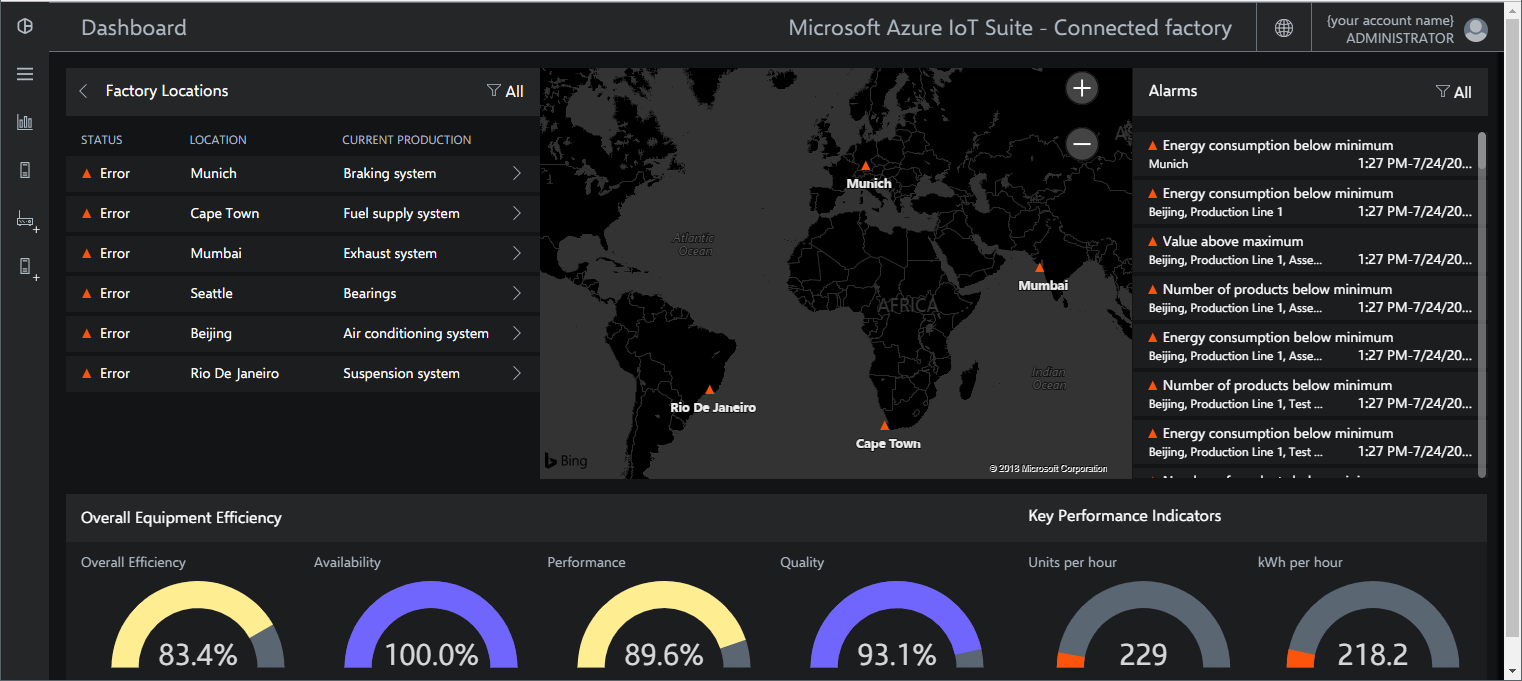 Dashboard
Microsoft Azure IoT Suite - Connected factory
{your account name}
ADMINISTRATOR
Factory Locations
All
STATUS LOCATION CURRENT PRODUCTION
Error Munich Braking system
Error Cape Town Fuel supply system
Error Mumbai Exhaust system
Error Seattle Bearings
Error Beijing Air conditioning system
Error Rio De Janeiro Suspension system
Munich
Atlantic
Ocean
Mumbai
AFRICA
Indian
Ocean
Rio De Janeiro
Cape Town
Bing
© 2018 Microsoft Corporation
Alarms
All
Energy consumption below minimum
Munich 1:27 PM-7/24/20...
Energy consumption below minimum
Beijing, Production Line 1 1:27 PM-7/24/20...
Value above maximum
Beijing, Production Line 1, Asse... 1:27 PM-7/24/20...
Number of products below minimum
Beijing, Production Line 1, Asse... 1:27 PM-7/24/20...
Energy consumption below minimum
Beijing, Production Line 1, Asse... 1:27 PM-7/24/20...
Number of products below minimum
Beijing, Production Line 1, Test ... 1:27 PM-7/24/20...
Energy consumption below minimum
Beijing, Production Line 1, Test ... 1:27 PM-7/24/20...
Overall Equipment Efficiency
Key Performance Indicators
Overall Efficiency Availability Performance Quality Units per hour kWh per hour
83.4% 100.0% 89.6% 93.1% 229 218.2